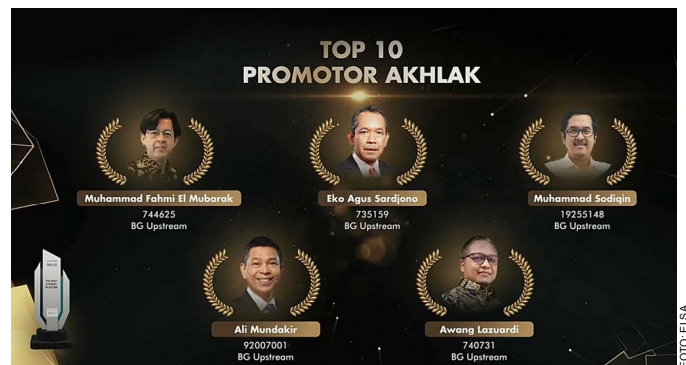 TOP 10
PROMOTOR AKHLAK
Muhammad Fahmi El Mubarak
744625
BG Upstream
Eko Agus Sardjono
735159
BG Upstream
Muhammad Sodiqin
19255148
BG Upstream
Ali Mundakir
92007001
BG Upstream
Awang Lazuardi
740731
BG Upstream
FOTO: ELSA